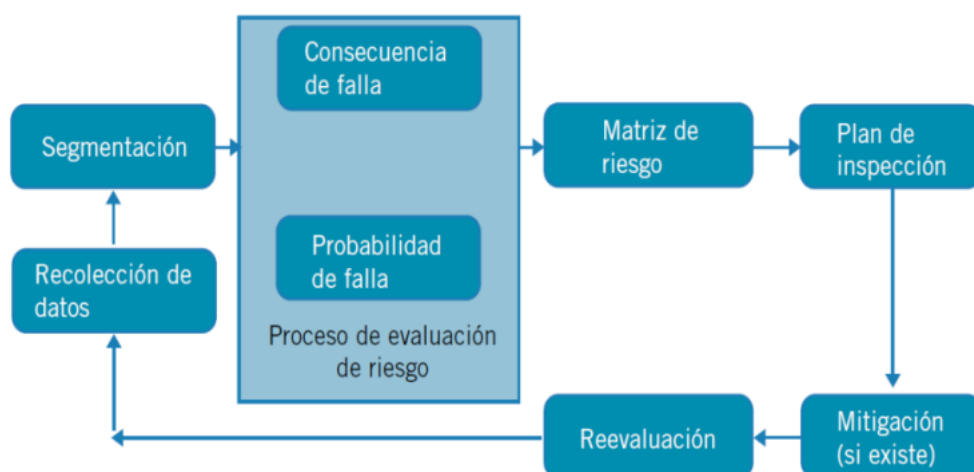 Consecuencia
de falla
Segmentación
Matriz de
riesgo
Plan de
inspección
Probabilidad
de falla
Recolección de
datos
Proceso de evaluación
de riesgo
Reevaluación
Mitigación
(si existe)